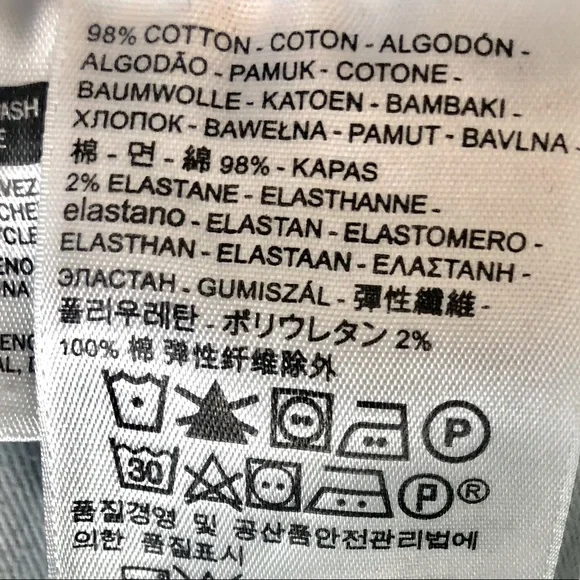 98% COTTON - COTON - ALGODÓN -
ALGODÃO - PAMUK - COTONE -
BAUMWOLLE - KATOEN - BAMBAKI -
ХЛОПОК - BAWEŁNA - PAMUT - BAVLNA -
棉 - 면 - 綿 98% - KAPAS
2% ELASTANE - ELASTHANNE -
elastano - ELASTAN - ELASTOMERO -
ELASTHAN - ELASTAAN - ΕΛΑΣΤΑΝΗ -
ЭЛАСТАН - GUMISZÁL - 彈性纖維 -
폴리우레탄 - ポリウレタン 2%
100% 棉 弹性纤维除外
P
30 P ®
품질경영 및 공산품안전관리법에
의한 품질표시